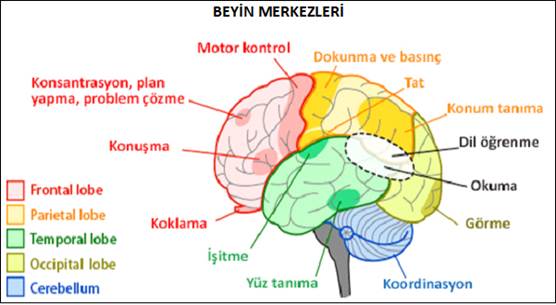 BEYİN MERKEZLERİ
Motor kontrol
Dokunma ve basınç
Tat
Konsantrasyon, plan
yapma, problem çözme
Konum tanıma
Konuşma
Dil öğrenme
Okuma
Frontal lobe
Parietal lobe
Temporal lobe
Occipital lobe
Cerebellum
Koklama
Görme
İşitme
Yüz tanıma
Koordinasyon